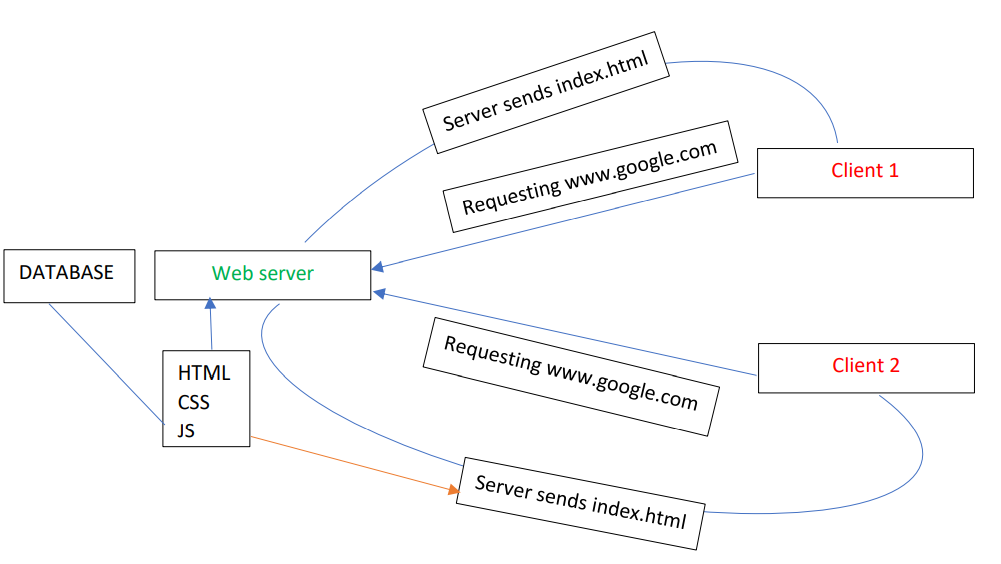 Server sends index.html
Requesting www.google.com
Client 1
DATABASE
Web server
Requesting www.google.com
Client 2
HTML
CSS
JS
Server sends index.html